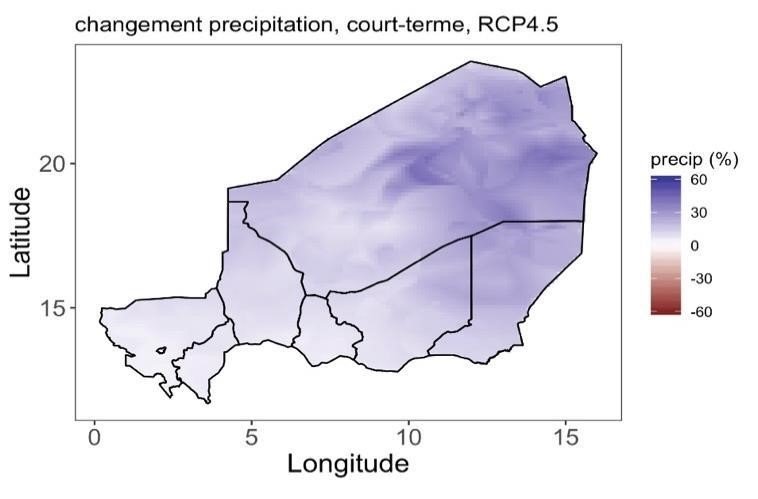 changement precipitation, court-terme, RCP4.5
Latitude
20
15
0
5
10
15
Longitude
precip (%)
60
30
0
-30
-60